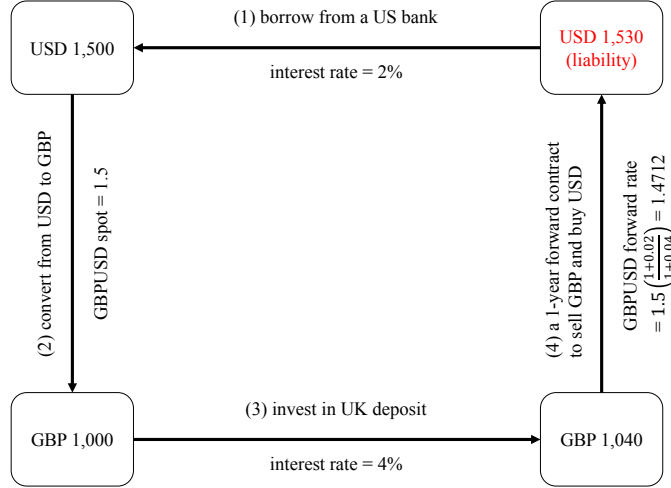 (1) borrow from a US bank
USD 1,500
USD 1,530
(liability)
interest rate = 2%
(2) convert from USD to GBP
GBPUSD spot = 1.5
(4) a 1-year forward contract
to sell GBP and buy USD
GBPUSD forward rate
= 1.5 (1+0.02/1+0.04) = 1.4712
(3) invest in UK deposit
GBP 1,000
GBP 1,040
interest rate = 4%